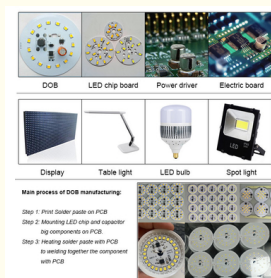 DOB LED chip board Power driver Electric board
Display Table light LED bulb Spot light
Main process of DOB manufacturing:
Step 1: Print Solder paste on PCB
Step 2: Mounting LED chip and capacitor
big components on PCB.
Step 3: Heating solder paste with PCB
to welding together the component
with PCB